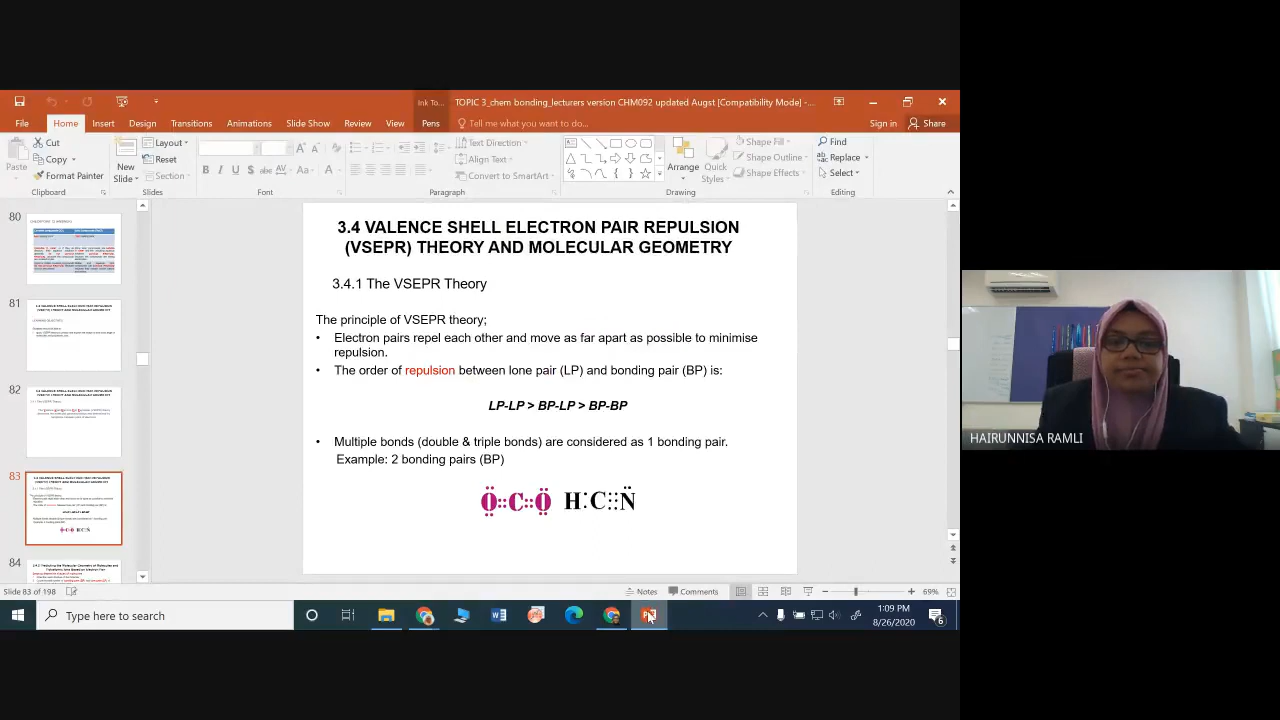 Ink To...
TOPIC 3_chem bonding_lecturers version CHM092 updated Augst [Compatibility Mode] -...
File Home Insert Design Transitions Animations Slide Show Review View Pens Tell me what you want to do... Sign in Share
Paste
Cut
Copy
Format Painter
Clipboard
New
Slide
Layout
Reset
Section
Slides
B I U S abc AV Aa A
Font
Text Direction
Align Text
Convert to SmartArt
Paragraph
Arrange
Quick
Styles
Shape Fill
Shape Outline
Shape Effects
Drawing
Find
Replace
Select
Editing
80
81
82
83
84
3.4 VALENCE SHELL ELECTRON PAIR REPULSION
(VSEPR) THEORY AND MOLECULAR GEOMETRY
3.4.1 The VSEPR Theory
The principle of VSEPR theory
• Electron pairs repel each other and move as far apart as possible to minimise
repulsion.
• The order of repulsion between lone pair (LP) and bonding pair (BP) is:
LP-LP > BP-LP > BP-BP
• Multiple bonds (double & triple bonds) are considered as 1 bonding pair.
Example: 2 bonding pairs (BP)
O::C::O H:C:::N
HAIRUNNISA RAMLI
Slide 83 of 198
Notes
Comments
69%
Type here to search
1:09 PM
8/26/2020
6